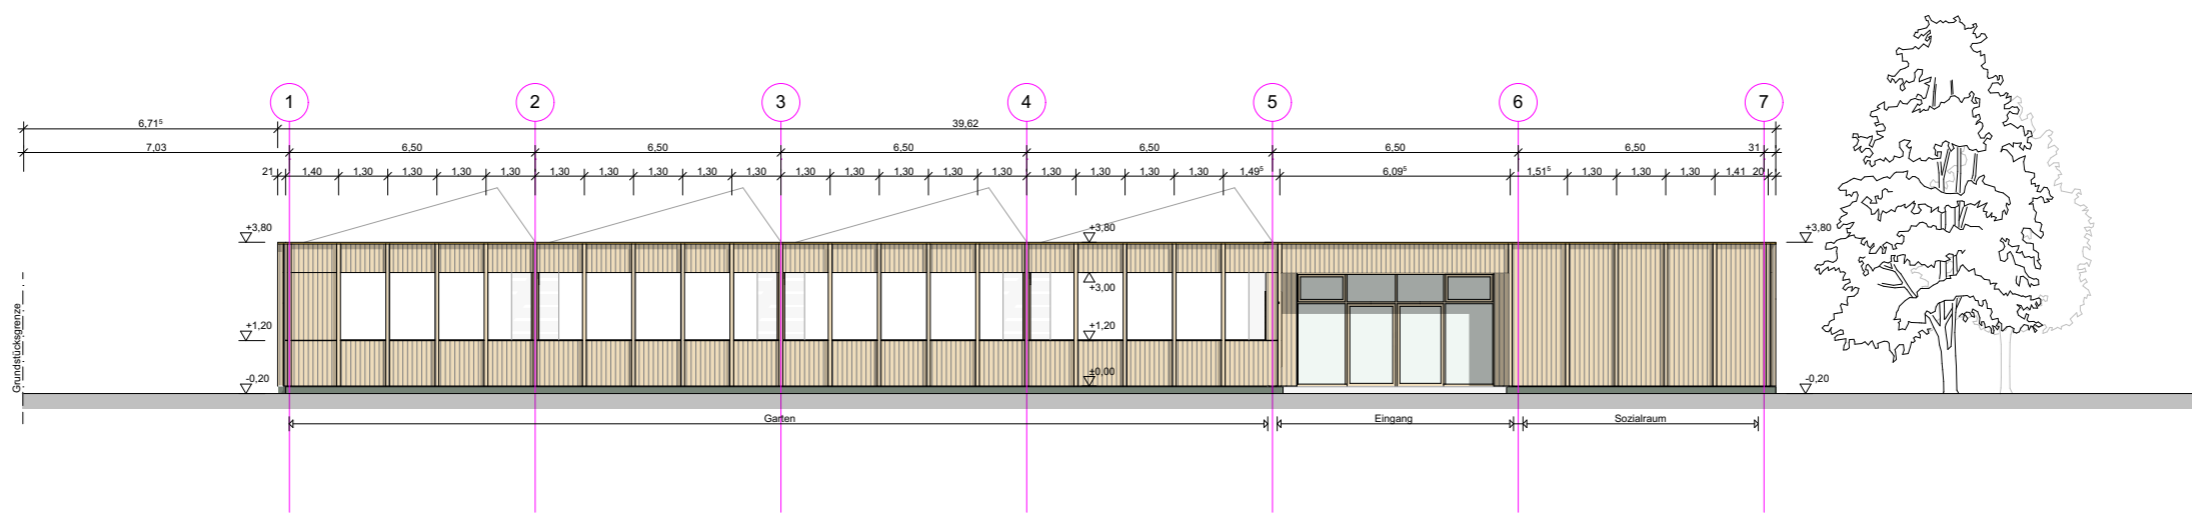 1 2 3 4 5 6 7
6,71⁵ 39,62
7,03 6,50 6,50 6,50 6,50 6,50 6,50 31
21 1,40 1,30 1,30 1,30 1,30 1,30 1,30 1,30 1,30 1,30 1,30 1,30 1,30 1,30 1,30 1,30 1,30 1,30 1,30 1,49⁵ 6,09⁵ 1,51⁵ 1,30 1,30 1,30 1,41 20
+3,80 +3,80 +3,80
+3,00
+1,20 +1,20
±0,00
-0,20 -0,20
Grundstücksgrenze
Garten Eingang Sozialraum